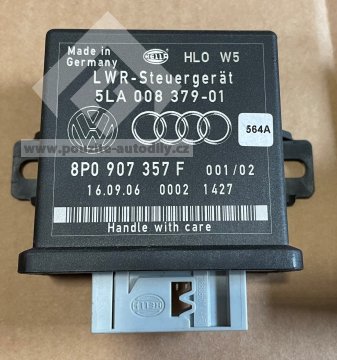 Made in
Germany
HELLA
HLO W5
LWR-Steuergerät
5LA 008 379-01
564A
www.pouzite-autodily.cz
8P0 907 357 F 001/02
16.09.06 0002 1427
Handle with care